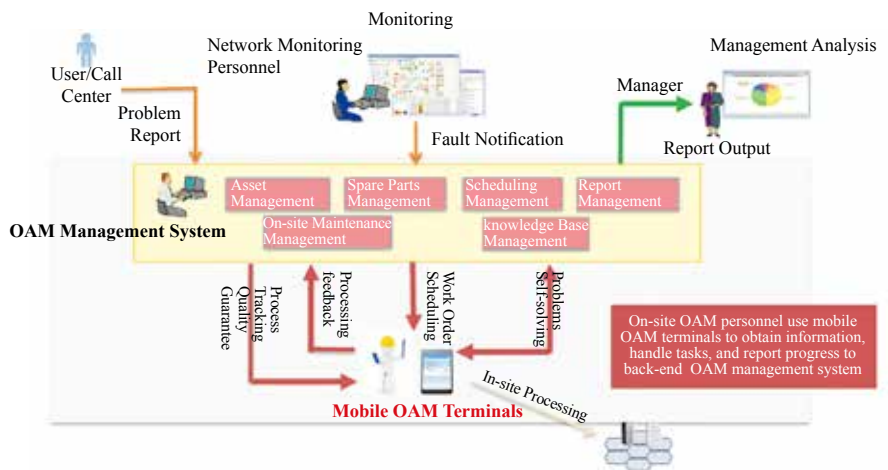 Monitoring
Network Monitoring
Personnel
User/Call
Center
Management Analysis
Manager
Problem
Report
Fault Notification
Report Output
Asset
Management
Spare Parts
Management
Scheduling
Management
Report
Management
On-site Maintenance
Management
knowledge Base
Management
OAM Management System
Process
Tracking
Quality
Guarantee
Processing
feedback
Work Order
Scheduling
Problems
Self-solving
On-site OAM personnel use mobile
OAM terminals to obtain information,
handle tasks, and report progress to
back-end OAM management system
In-site Processing
Mobile OAM Terminals